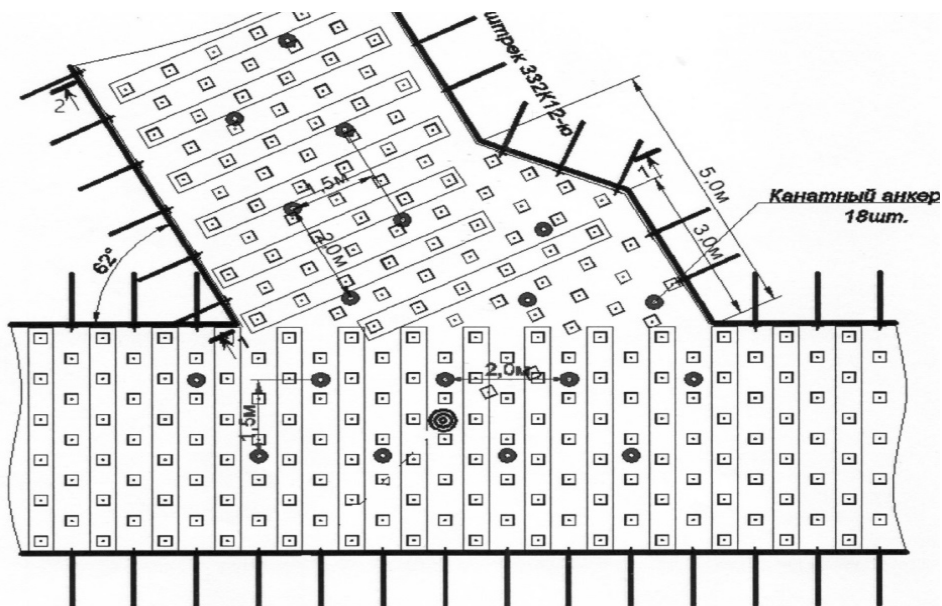 штрек 332К12-ю
2
1
5,0м
Канатный анкер
18шт.
1,5м
3,0м
2,0м
62°
1
2,0м
1,5м